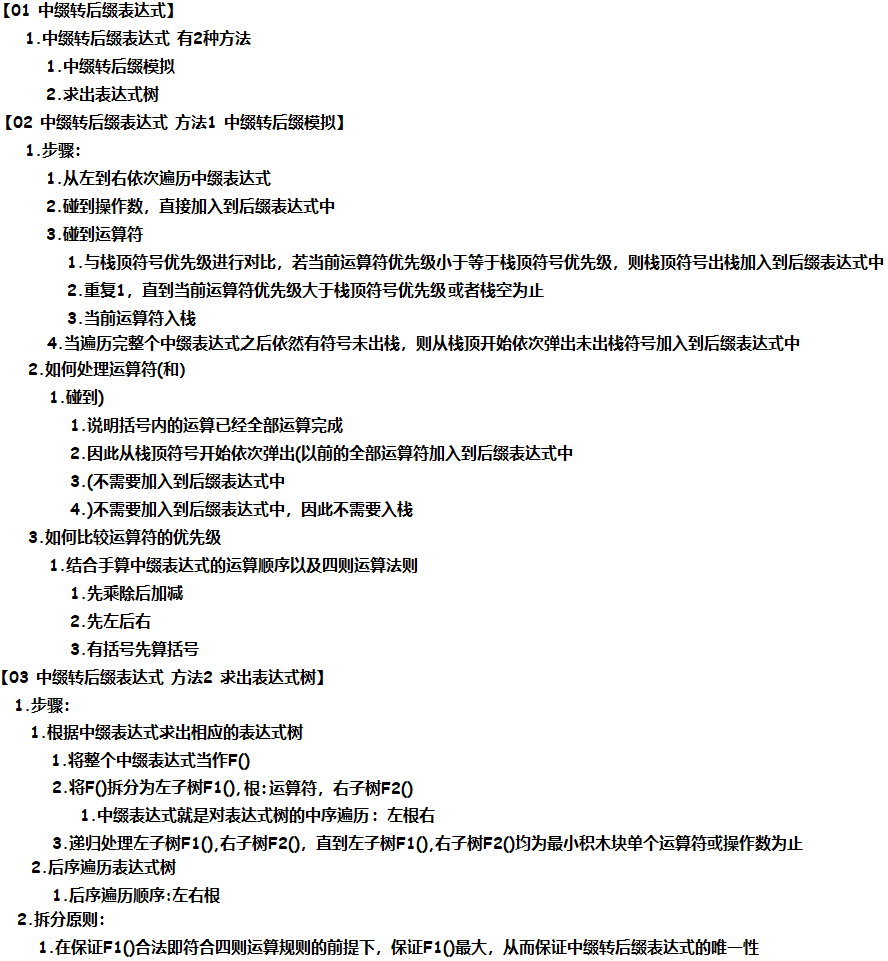 【01 中缀转后缀表达式】
1.中缀转后缀表达式 有2种方法
1.中缀转后缀模拟
2.求出表达式树
【02 中缀转后缀表达式 方法1 中缀转后缀模拟】
1.步骤：
1.从左到右依次遍历中缀表达式
2.碰到操作数，直接加入到后缀表达式中
3.碰到运算符
1.与栈顶符号优先级进行对比，若当前运算符优先级小于等于栈顶符号优先级，则栈顶符号出栈加入到后缀表达式中
2.重复1，直到当前运算符优先级大于栈顶符号优先级或者栈空为止
3.当前运算符入栈
4.当遍历完整个中缀表达式之后依然有符号未出栈，则从栈顶开始依次弹出未出栈符号加入到后缀表达式中
2.如何处理运算符(和)
1.碰到)
1.说明括号内的运算已经全部运算完成
2.因此从栈顶符号开始依次弹出(以前的全部运算符加入到后缀表达式中
3.(不需要加入到后缀表达式中
4.)不需要加入到后缀表达式中，因此不需要入栈
3.如何比较运算符的优先级
1.结合手算中缀表达式的运算顺序以及四则运算法则
1.先乘除后加减
2.先左后右
3.有括号先算括号
【03 中缀转后缀表达式 方法2 求出表达式树】
1.步骤：
1.根据中缀表达式求出相应的表达式树
1.将整个中缀表达式当作F()
2.将F()拆分为左子树F1(),根:运算符，右子树F2()
1.中缀表达式就是对表达式树的中序遍历：左根右
3.递归处理左子树F1(),右子树F2()，直到左子树F1(),右子树F2()均为最小积木块单个运算符或操作数为止
2.后序遍历表达式树
1.后序遍历顺序:左右根
2.拆分原则：
1.在保证F1()合法即符合四则运算规则的前提下，保证F1()最大，从而保证中缀转后缀表达式的唯一性